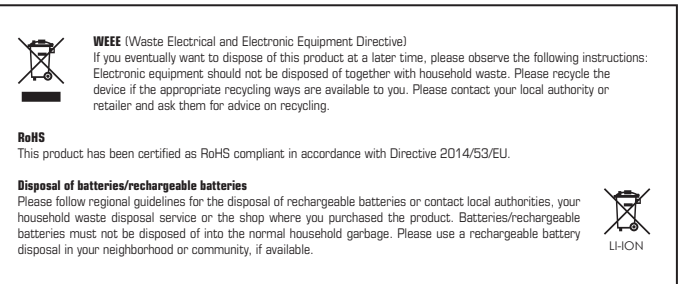 WEEE (Waste Electrical and Electronic Equipment Directive)
If you eventually want to dispose of this product at a later time, please observe the following instructions:
Electronic equipment should not be disposed of together with household waste. Please recycle the
device if the appropriate recycling ways are available to you. Please contact your local authority or
retailer and ask them for advice on recycling.
RoHS
This product has been certified as RoHS compliant in accordance with Directive 2014/53/EU.
Disposal of batteries/rechargeable batteries
Please follow regional guidelines for the disposal of rechargeable batteries or contact local authorities, your
household waste disposal service or the shop where you purchased the product. Batteries/rechargeable
batteries must not be disposed of into the normal household garbage. Please use a rechargeable battery
disposal in your neighborhood or community, if available.
LI-ION